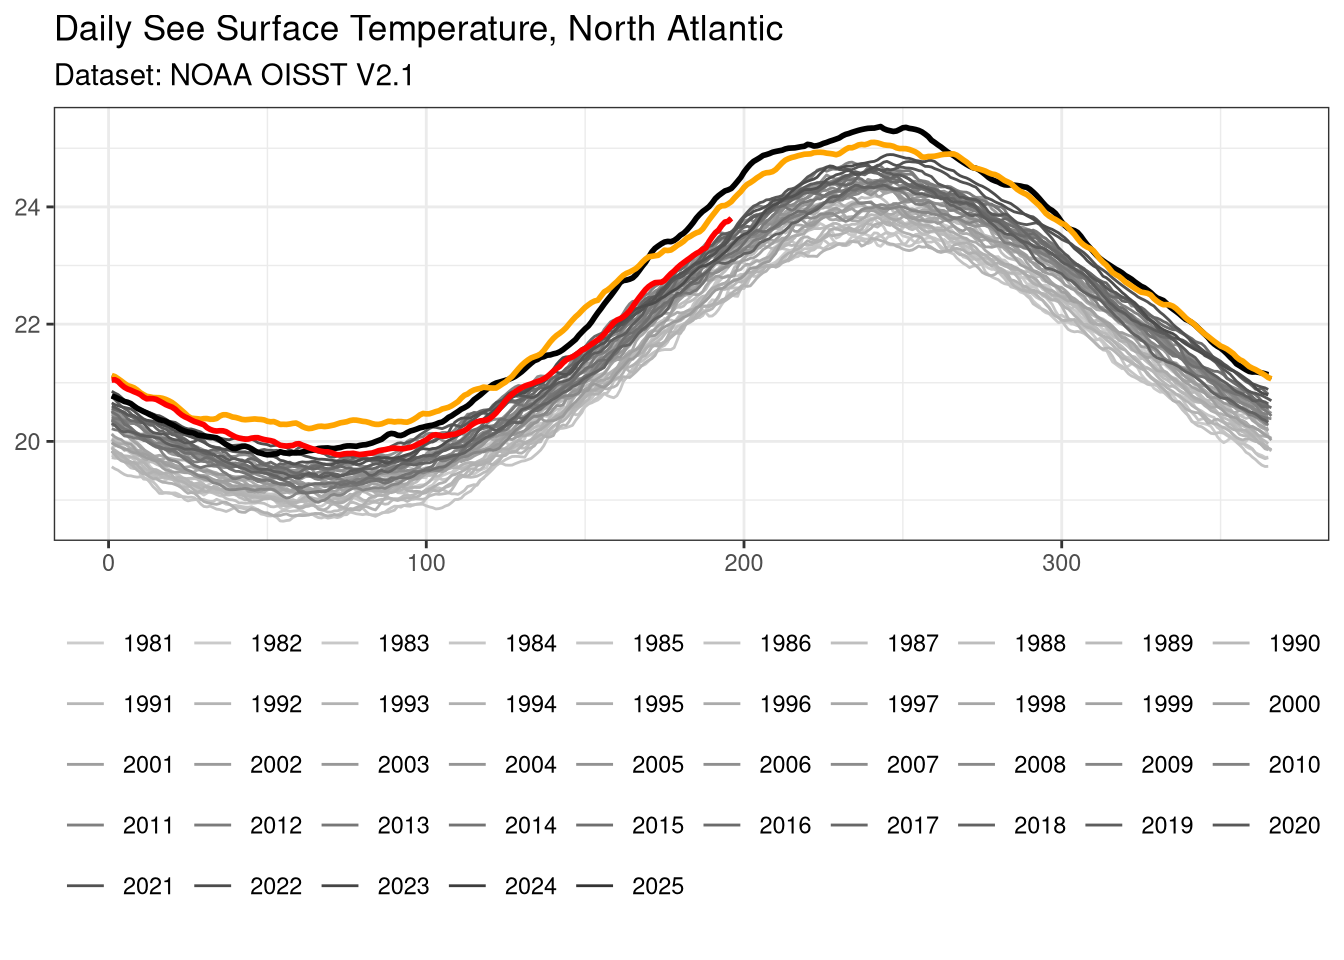 Daily See Surface Temperature, North Atlantic
Dataset: NOAA OISST V2.1
24
22
20
0 100 200 300
1981 1982 1983 1984 1985 1986 1987 1988 1989 1990
1991 1992 1993 1994 1995 1996 1997 1998 1999 2000
2001 2002 2003 2004 2005 2006 2007 2008 2009 2010
2011 2012 2013 2014 2015 2016 2017 2018 2019 2020
2021 2022 2023 2024 2025